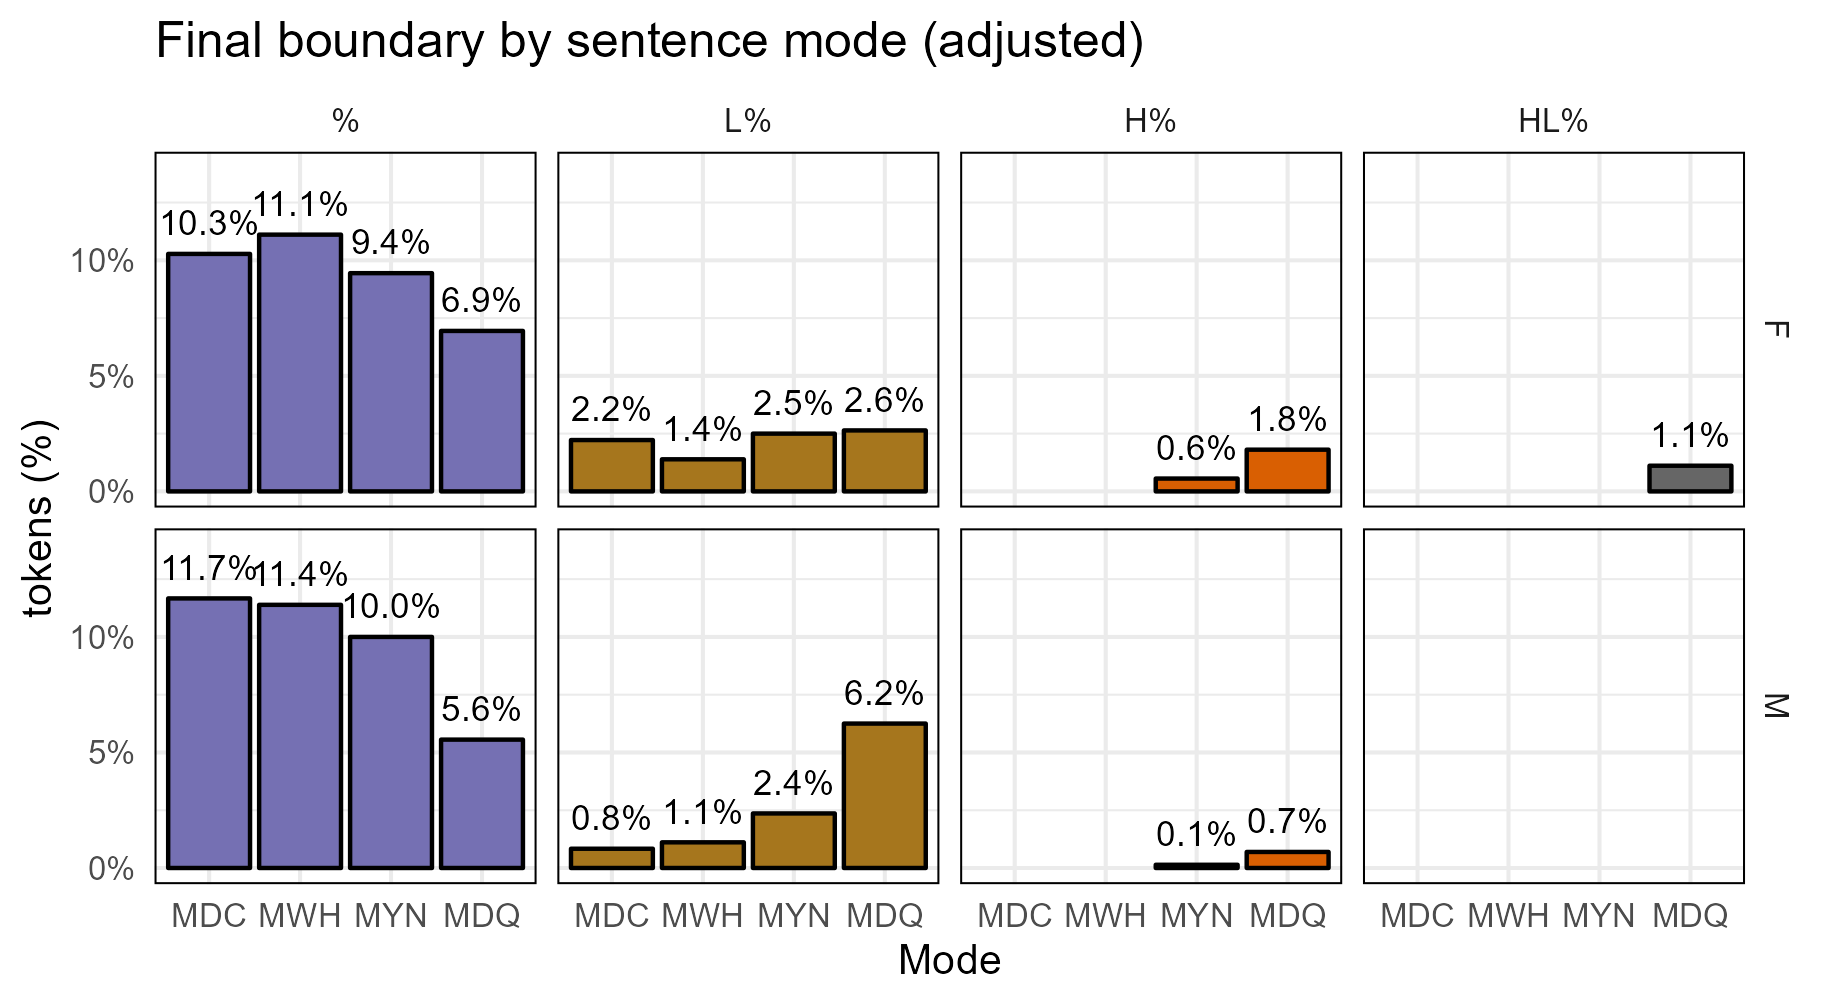 Final boundary by sentence mode (adjusted)
% L% H% HL%
10.3% 11.1% 9.4% 6.9%
2.2% 1.4% 2.5% 2.6%
0.6% 1.8%
1.1%
10%
5%
0%
F
11.7% 11.4% 10.0% 5.6%
0.8% 1.1% 2.4% 6.2%
0.1% 0.7%
10%
5%
0%
M
tokens (%)
MDC MWH MYN MDQ MDC MWH MYN MDQ MDC MWH MYN MDQ MDC MWH MYN MDQ
Mode